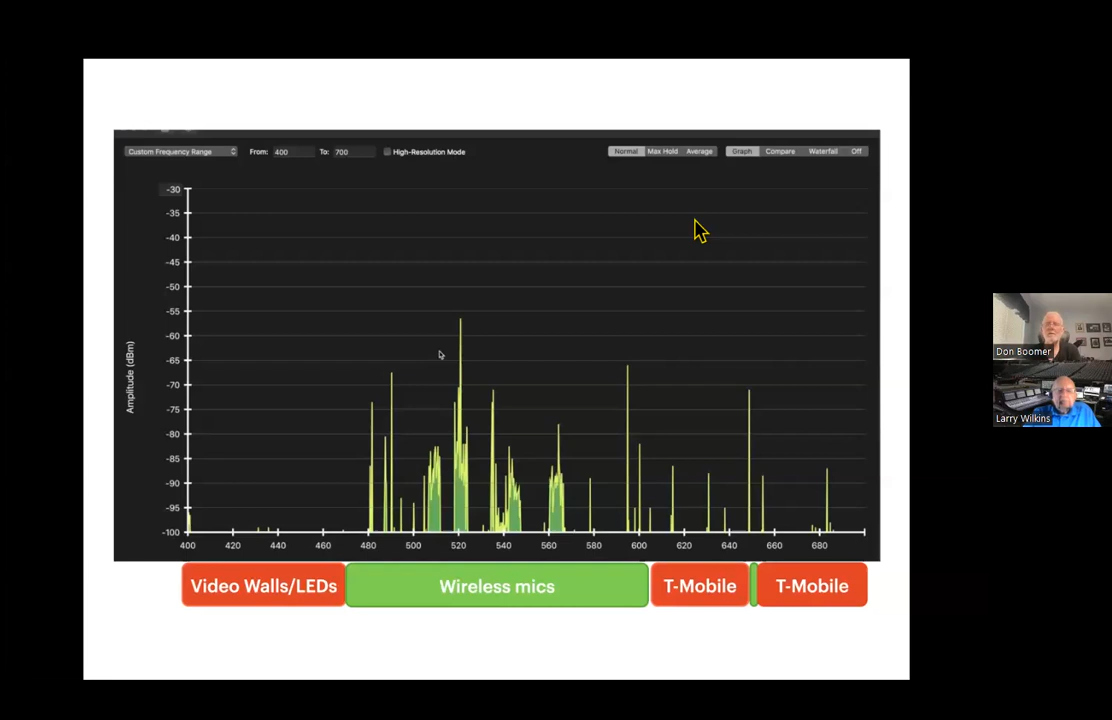 Custom Frequency Range From: 400 To: 700 High-Resolution Mode Normal Max Hold Average Graph Compare Waterfall Off
-30
-35
-40
-45
-50
-55
-60
-65
-70
-75
-80
-85
-90
-95
-100
Amplitude (dBm)
400 420 440 460 480 500 520 540 560 580 600 620 640 660 680
Video Walls/LEDs Wireless mics T-Mobile T-Mobile
Don Boomer
Larry Wilkins